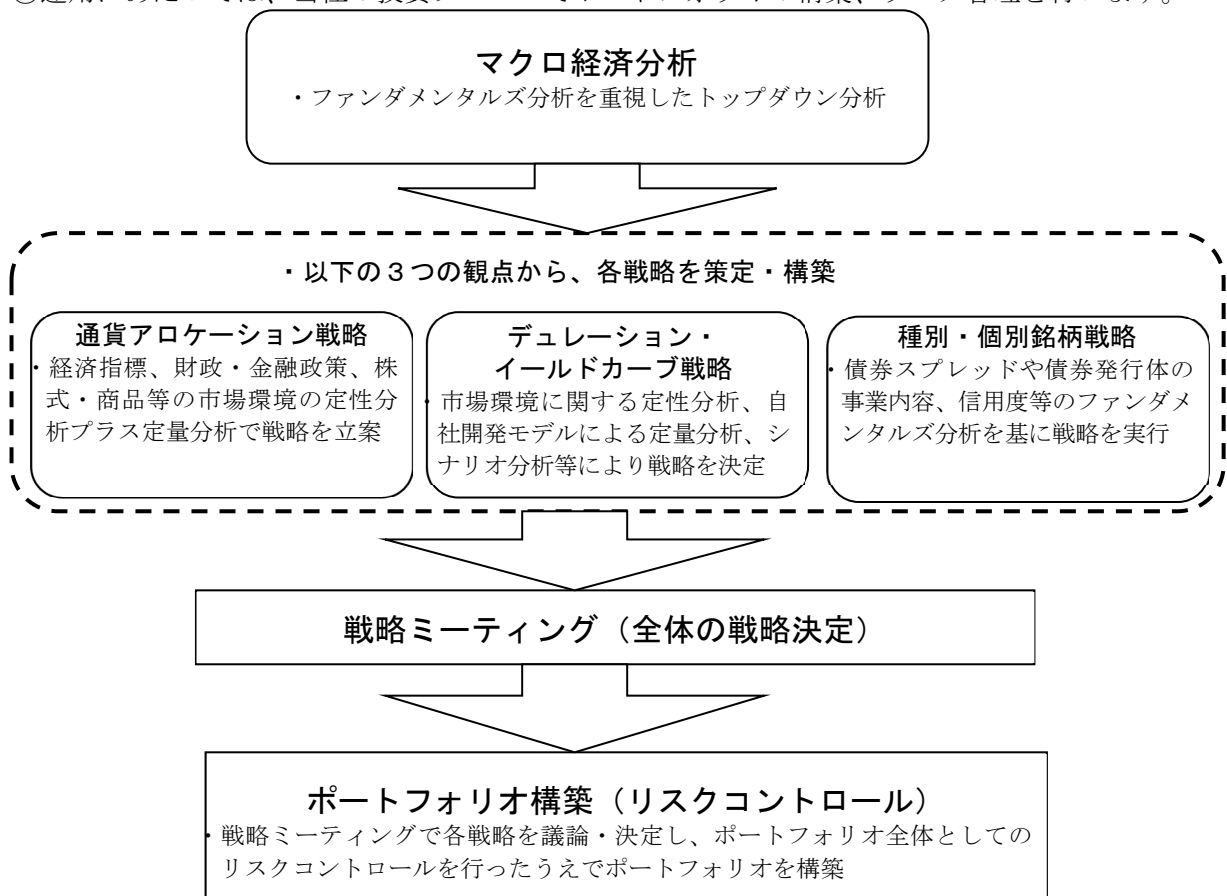 マクロ経済分析
・ファンダメンタルズ分析を重視したトップダウン分析
・以下の３つの観点から、各戦略を策定・構築
通貨アロケーション戦略
・経済指標、財政・金融政策、株
式・商品等の市場環境の定性分
析プラス定量分析で戦略を立案
デュレーション・
イールドカーブ戦略
・市場環境に関する定性分析、自
社開発モデルによる定量分析、シ
ナリオ分析等により戦略を決定
種別・個別銘柄戦略
・債券スプレッドや債券発行体の
事業内容、信用度等のファンダメ
ンタルズ分析を基に戦略を実行
戦略ミーティング（全体の戦略決定）
ポートフォリオ構築（リスクコントロール）
・戦略ミーティングで各戦略を議論・決定し、ポートフォリオ全体としての
リスクコントロールを行ったうえでポートフォリオを構築